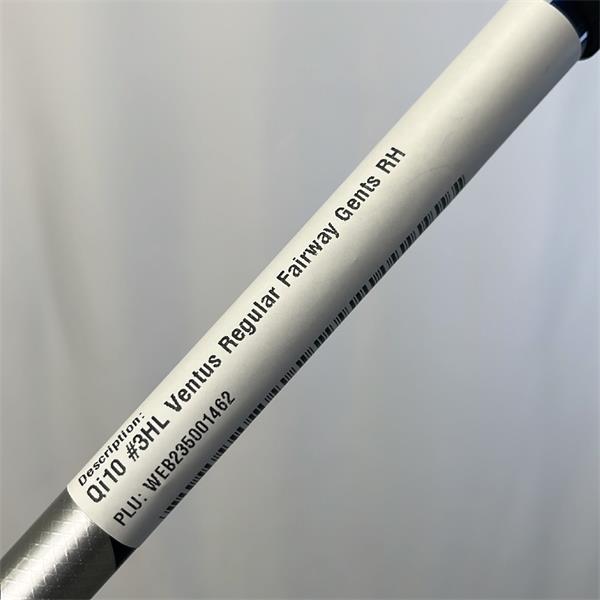 Description:
Qi10 #3HL Ventus Regular Fairway Gents RH
PLU: WEB235001462